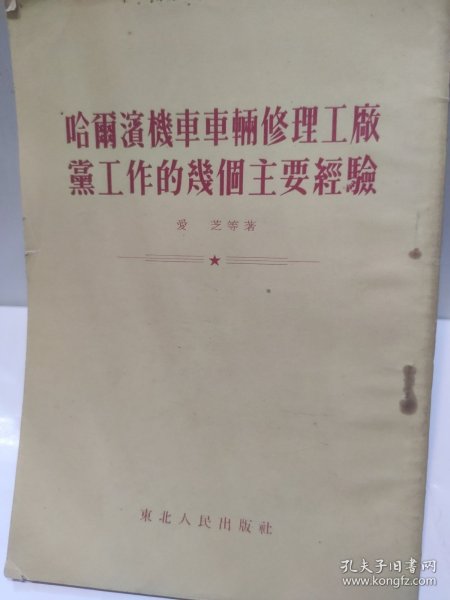 哈爾濱機車車輛修理工廠
黨工作的幾個主要經驗
愛 芝等著
東北人民出版社
孔夫子旧书网
www.kongfz.com